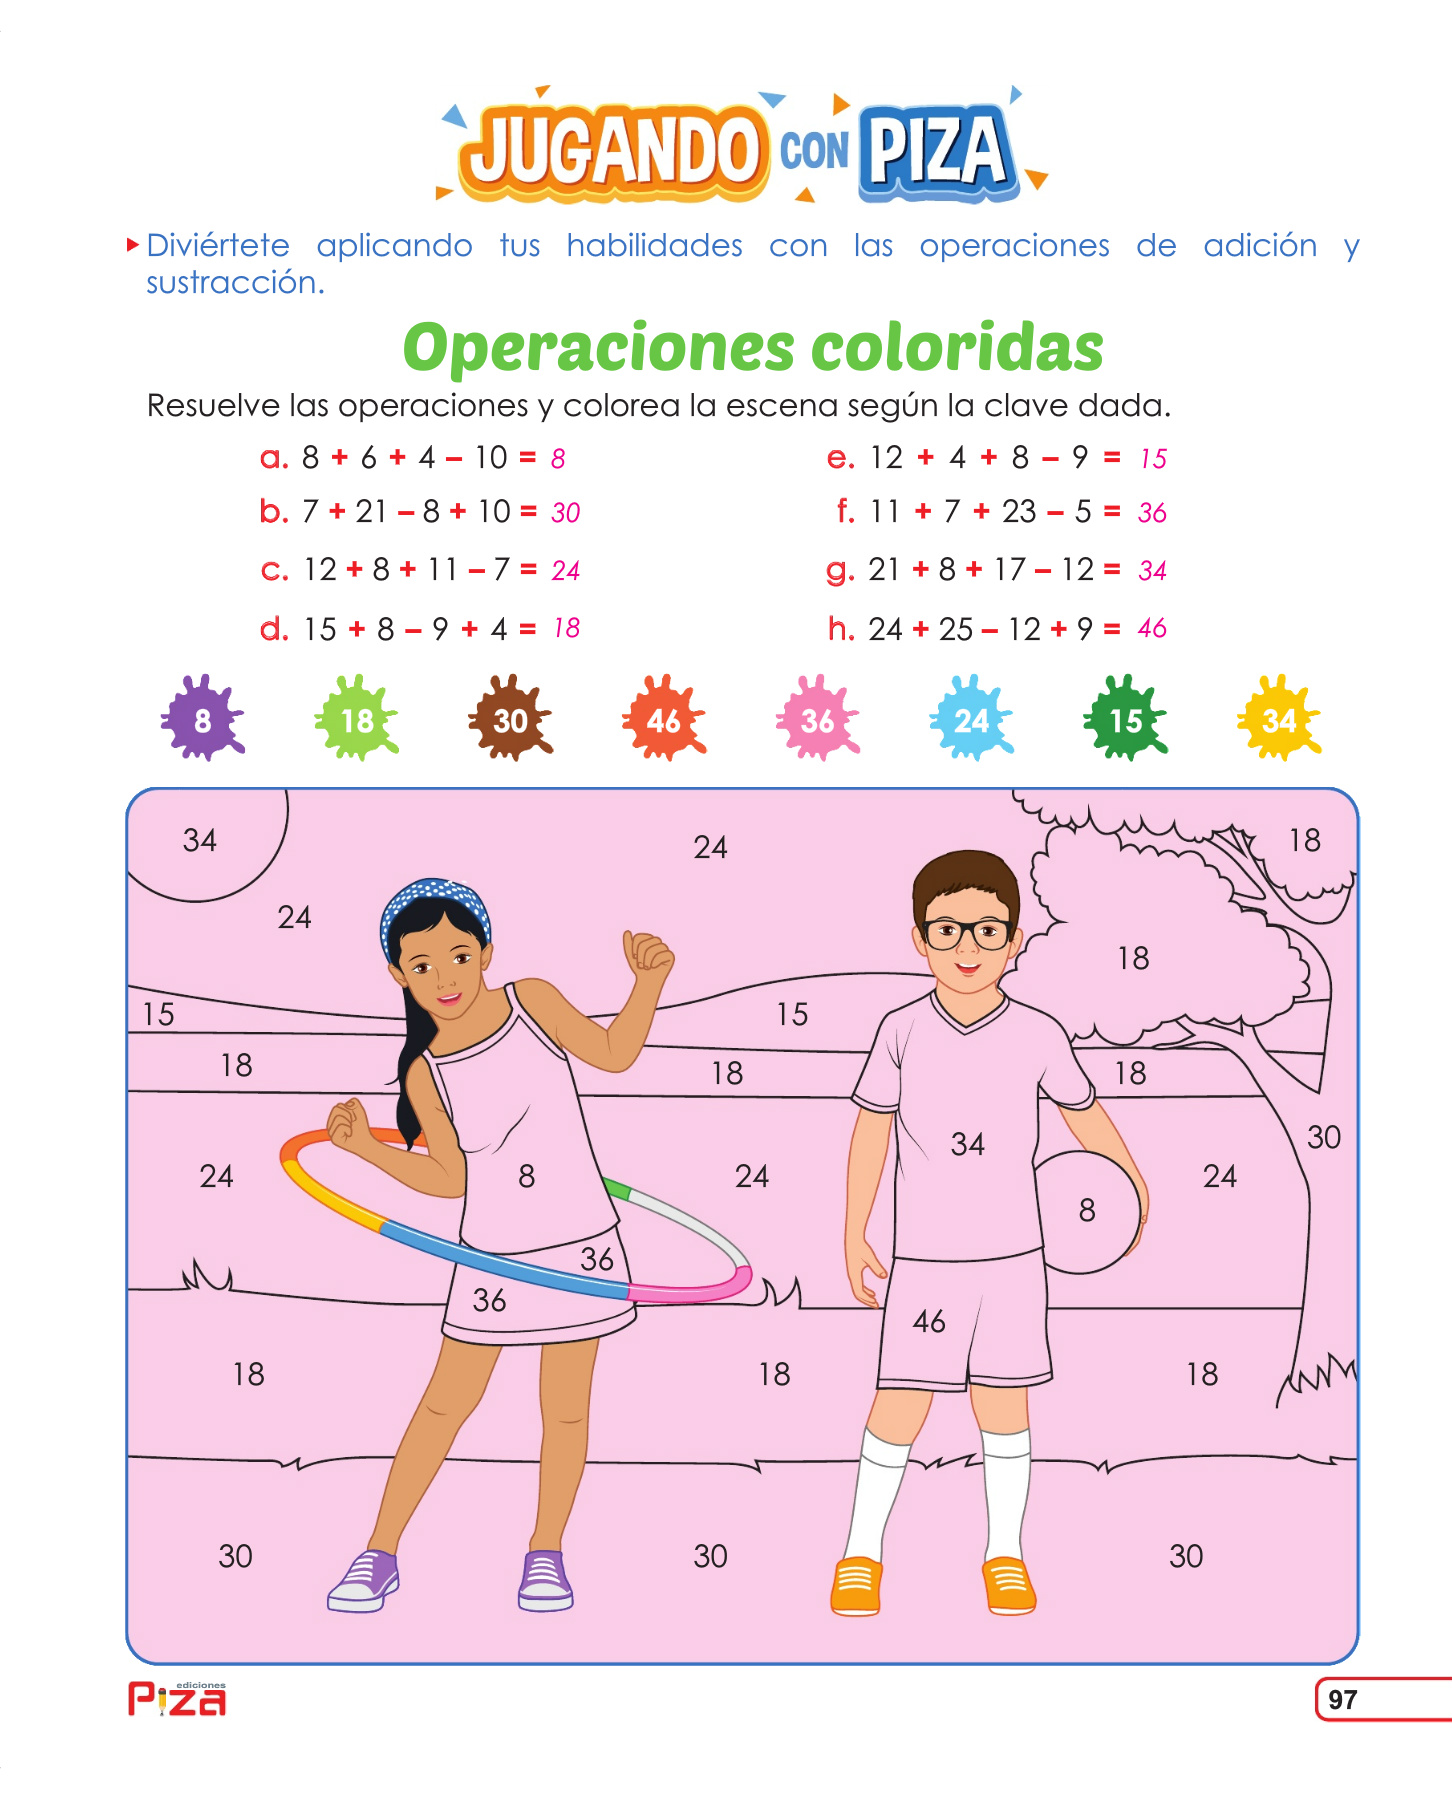 JUGANDO CON PIZA
Diviértete aplicando tus habilidades con las operaciones de adición y
sustracción.
Operaciones coloridas
Resuelve las operaciones y colorea la escena según la clave dada.
a. 8 + 6 + 4 – 10 = 8
e. 12 + 4 + 8 – 9 = 15
b. 7 + 21 – 8 + 10 = 30
f. 11 + 7 + 23 – 5 = 36
c. 12 + 8 + 11 – 7 = 24
g. 21 + 8 + 17 – 12 = 34
d. 15 + 8 – 9 + 4 = 18
h. 24 + 25 – 12 + 9 = 46
8 18 30 46 36 24 15 34
34 24 18
24
18
15 15
18 18 18
30
34
24 8 24 24
8
36
36
46
18 18 18
30 30 30
ediciones
Piza
97